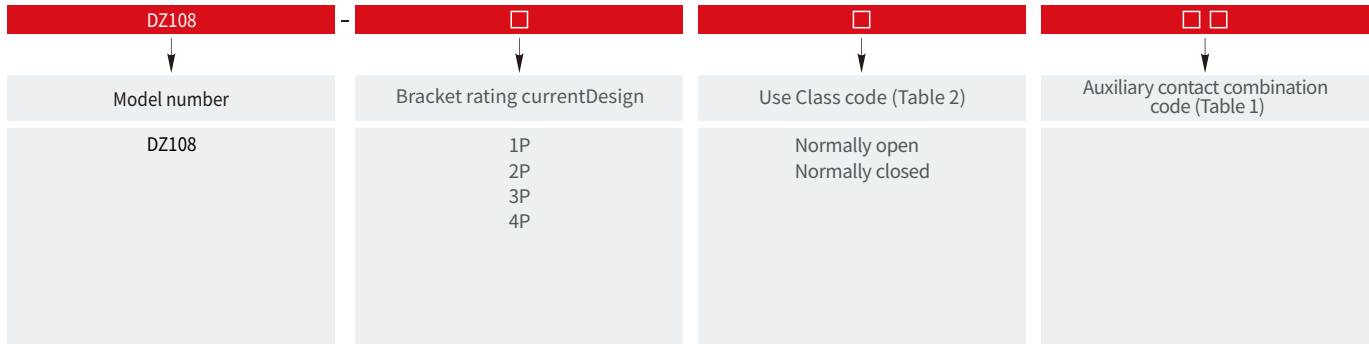 DZ108 - □ □ □ □
Model number
Bracket rating currentDesign
Use Class code (Table 2)
Auxiliary contact combination
code (Table 1)
DZ108
1P
2P
3P
4P
Normally open
Normally closed